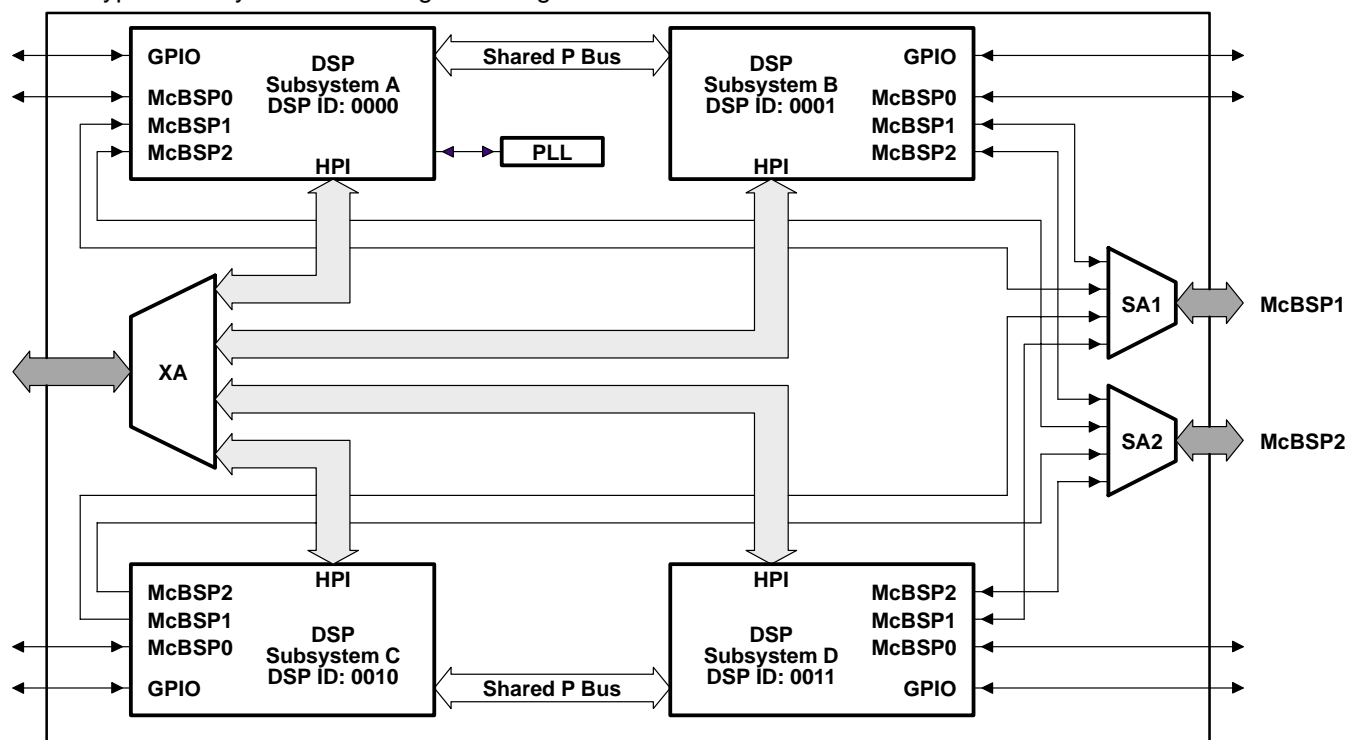 GPIO
McBSP0
McBSP1
McBSP2
DSP
Subsystem A
DSP ID: 0000
HPI
Shared P Bus
PLL
DSP
Subsystem B
DSP ID: 0001
HPI
GPIO
McBSP0
McBSP1
McBSP2
XA
SA1
McBSP1
SA2
McBSP2
HPI
McBSP2
McBSP1
McBSP0
GPIO
DSP
Subsystem C
DSP ID: 0010
Shared P Bus
HPI
DSP
Subsystem D
DSP ID: 0011
McBSP2
McBSP1
McBSP0
GPIO